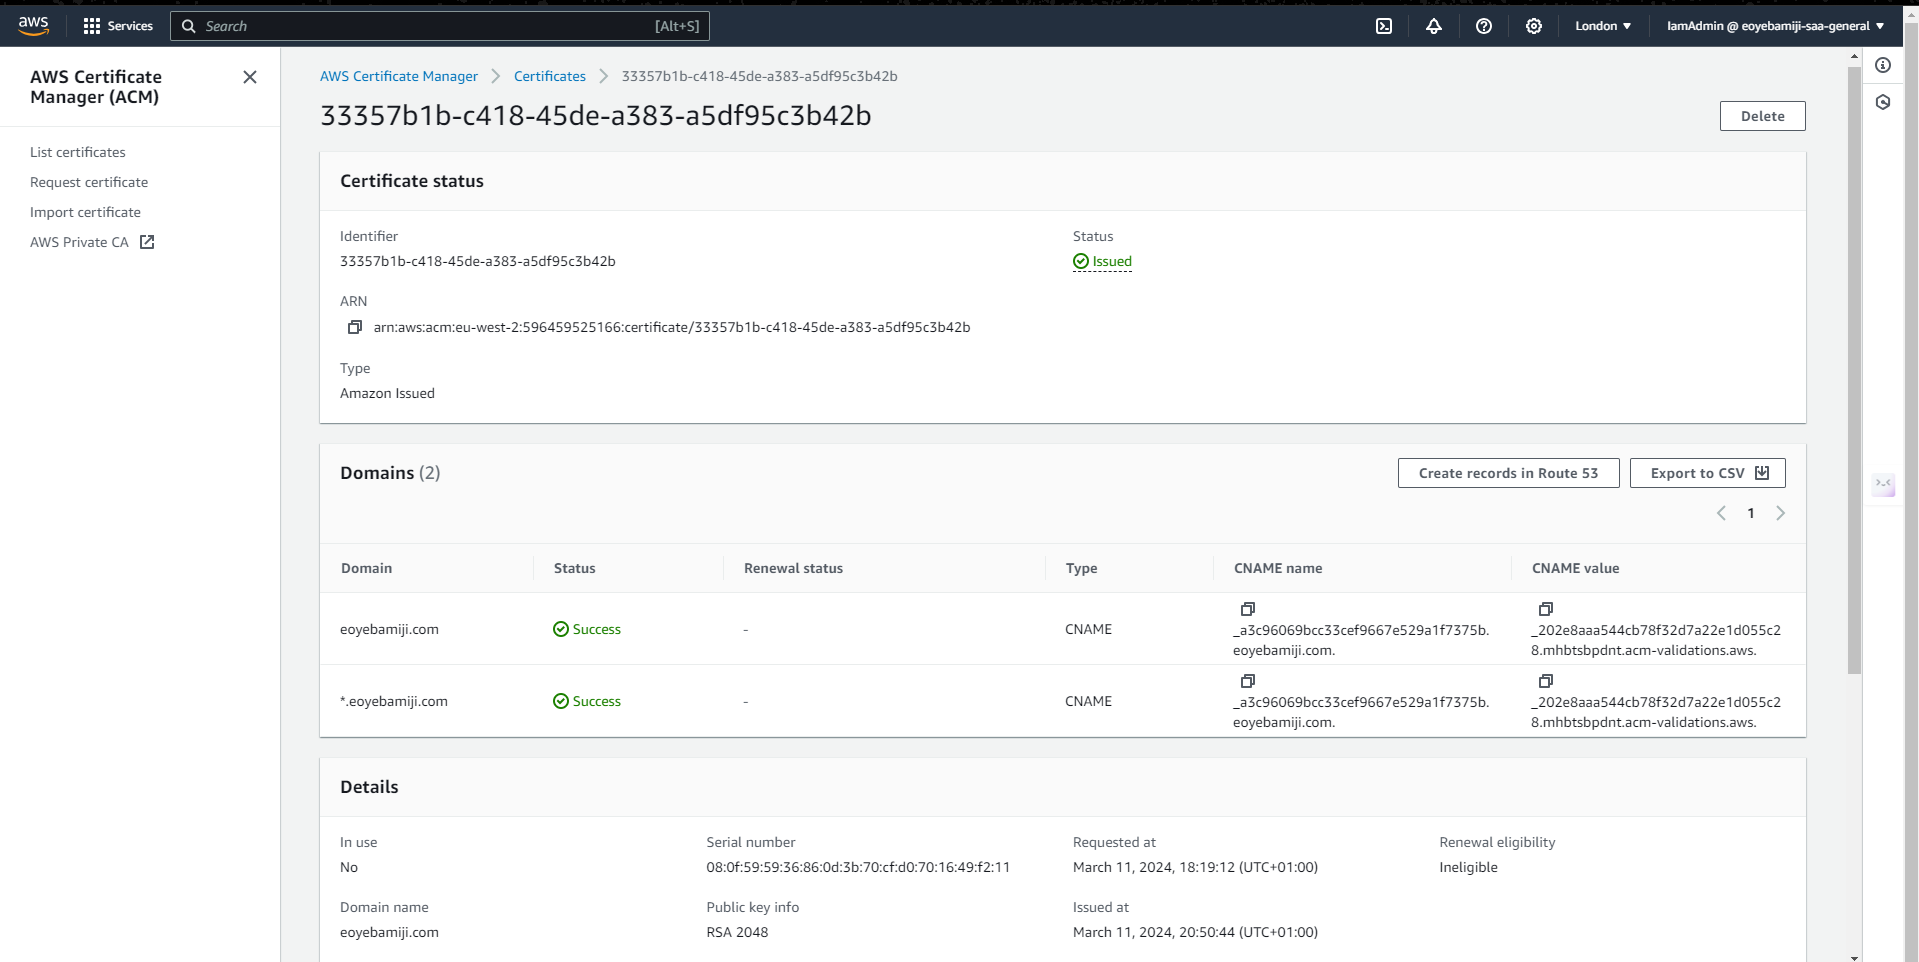 aws Services Search [Alt+S] London IamAdmin @ eoyebamiji-saa-general
AWS Certificate
Manager (ACM)
List certificates
Request certificate
Import certificate
AWS Private CA
AWS Certificate Manager Certificates 33357b1b-c418-45de-a383-a5df95c3b42b
33357b1b-c418-45de-a383-a5df95c3b42b
Delete
Certificate status
Identifier
33357b1b-c418-45de-a383-a5df95c3b42b
Status
Issued
ARN
arn:aws:acm:eu-west-2:596459525166:certificate/33357b1b-c418-45de-a383-a5df95c3b42b
Type
Amazon Issued
Domains (2)
Create records in Route 53
Export to CSV
1
Domain Status Renewal status Type CNAME name CNAME value
eoyebamiji.com Success - CNAME
_a3c96069bcc33cef9667e529a1f7375b.
eoyebamiji.com.
_202e8aaa544cb78f32d7a22e1d055c2
8.mhbtsbpdnt.acm-validations.aws.
*.eoyebamiji.com Success - CNAME
_a3c96069bcc33cef9667e529a1f7375b.
eoyebamiji.com.
_202e8aaa544cb78f32d7a22e1d055c2
8.mhbtsbpdnt.acm-validations.aws.
Details
In use
No
Serial number
08:0f:59:59:36:86:0d:3b:70:cf:d0:70:16:49:f2:11
Requested at
March 11, 2024, 18:19:12 (UTC+01:00)
Renewal eligibility
Ineligible
Domain name
eoyebamiji.com
Public key info
RSA 2048
Issued at
March 11, 2024, 20:50:44 (UTC+01:00)